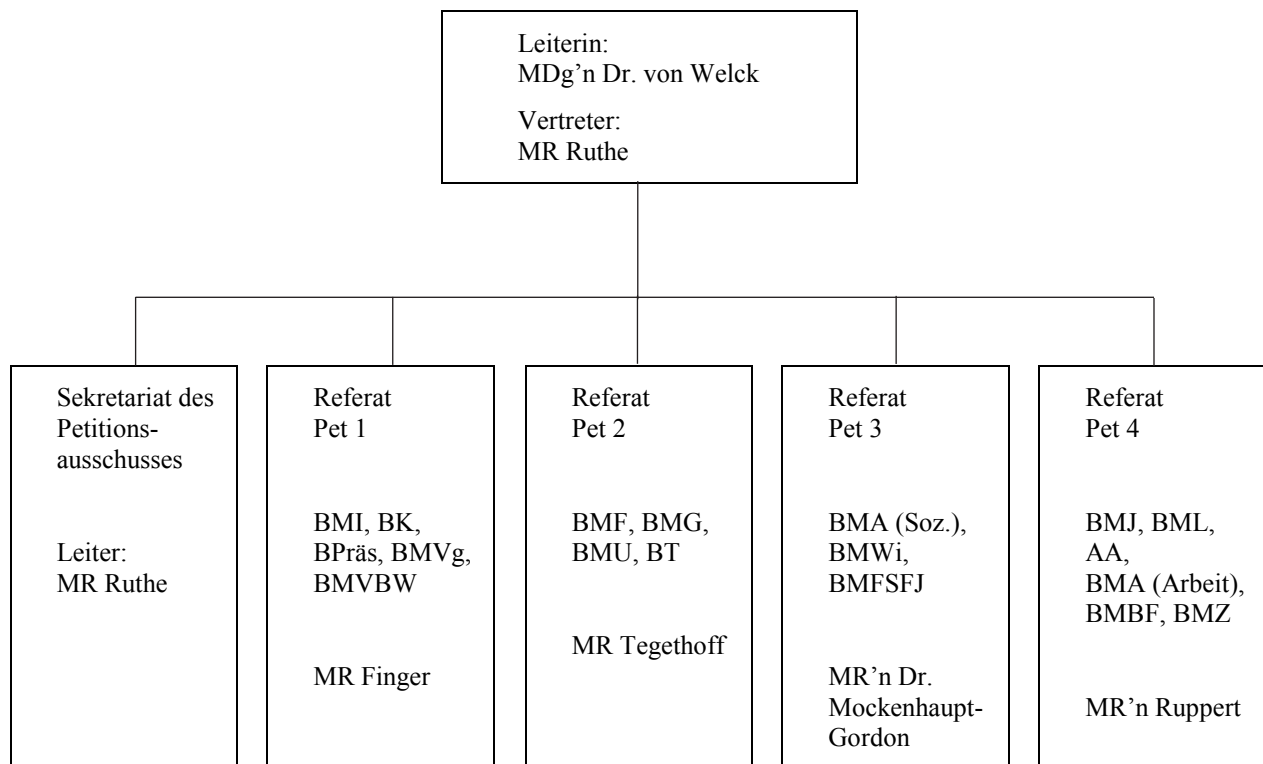 Leiterin:
MDg’n Dr. von Welck
Vertreter:
MR Ruthe
Sekretariat des
Petitions-
ausschusses
Leiter:
MR Ruthe
Referat
Pet 1
BMI, BK,
BPräs, BMVg,
BMVBW
MR Finger
Referat
Pet 2
BMF, BMG,
BMU, BT
MR Tegethoff
Referat
Pet 3
BMA (Soz.),
BMWi,
BMFSFJ
MR’n Dr.
Mockenhaupt-
Gordon
Referat
Pet 4
BMJ, BML,
AA,
BMA (Arbeit),
BMBF, BMZ
MR’n Ruppert